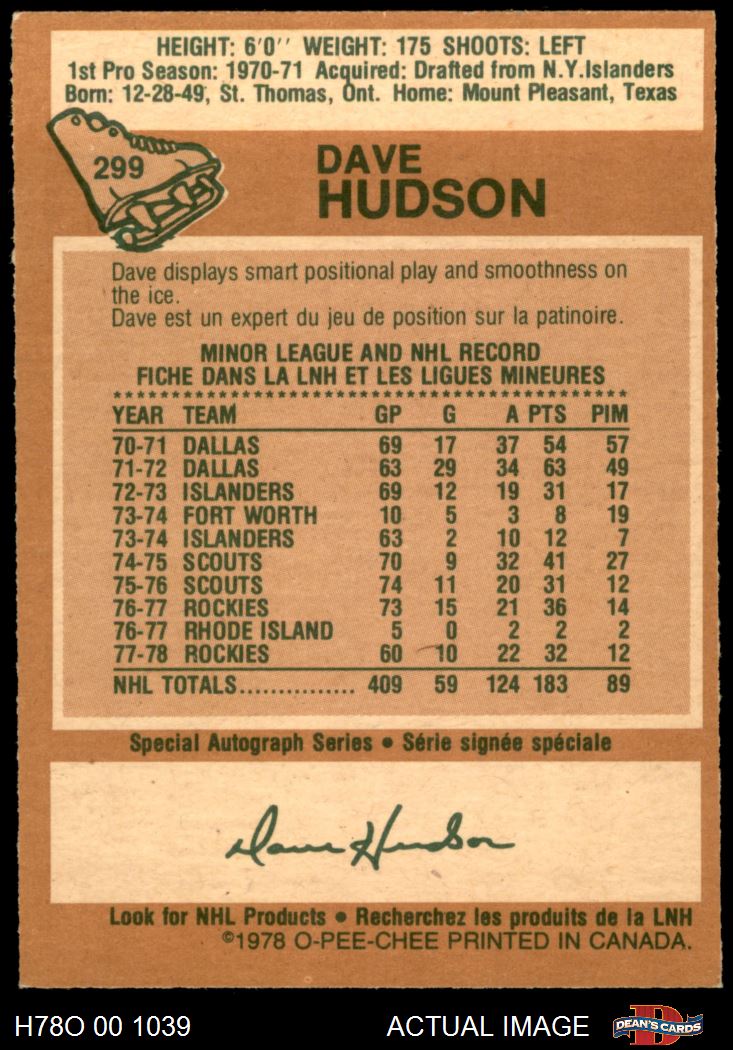 HEIGHT: 6'0'' WEIGHT: 175 SHOOTS: LEFT
1st Pro Season: 1970-71 Acquired: Drafted from N.Y.Islanders
Born: 12-28-49, St. Thomas, Ont. Home: Mount Pleasant, Texas
299
DAVE
HUDSON
Dave displays smart positional play and smoothness on
the ice.
Dave est un expert du jeu de position sur la patinoire.
MINOR LEAGUE AND NHL RECORD
FICHE DANS LA LNH ET LES LIGUES MINEURES
YEAR TEAM GP G A PTS PIM
70-71 DALLAS 69 17 37 54 57
71-72 DALLAS 63 29 34 63 49
72-73 ISLANDERS 69 12 19 31 17
73-74 FORT WORTH 10 5 3 8 19
73-74 ISLANDERS 63 2 10 12 7
74-75 SCOUTS 70 9 32 41 27
75-76 SCOUTS 74 11 20 31 12
76-77 ROCKIES 73 15 21 36 14
76-77 RHODE ISLAND 5 0 2 2 2
77-78 ROCKIES 60 10 22 32 12
NHL TOTALS............... 409 59 124 183 89
Special Autograph Series • Série signée spéciale
Dave Hudson
Look for NHL Products • Recherchez les produits de la LNH
©1978 O-PEE-CHEE PRINTED IN CANADA.
H78O 00 1039 ACTUAL IMAGE DEAN'S CARDS